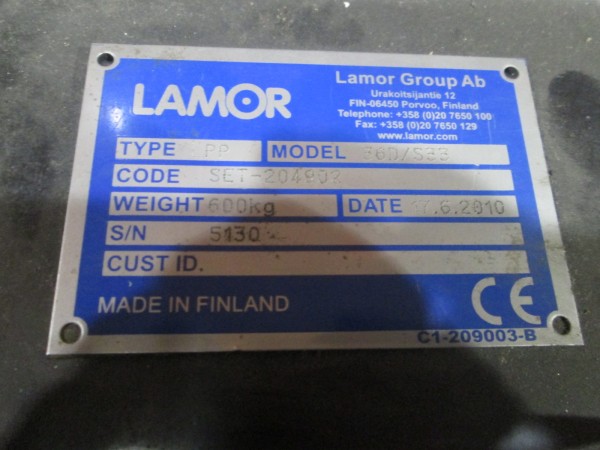 LAMOR
Lamor Group Ab
Urakoitsijantie 12
FIN-06450 Porvoo, Finland
Telephone: +358 (0)20 7650 100
Fax: +358 (0)20 7650 129
www.lamor.com
TYPE PP MODEL
CODE
WEIGHT 600kg DATE
S/N 5130
CUST ID.
MADE IN FINLAND CE
C1-209003-B